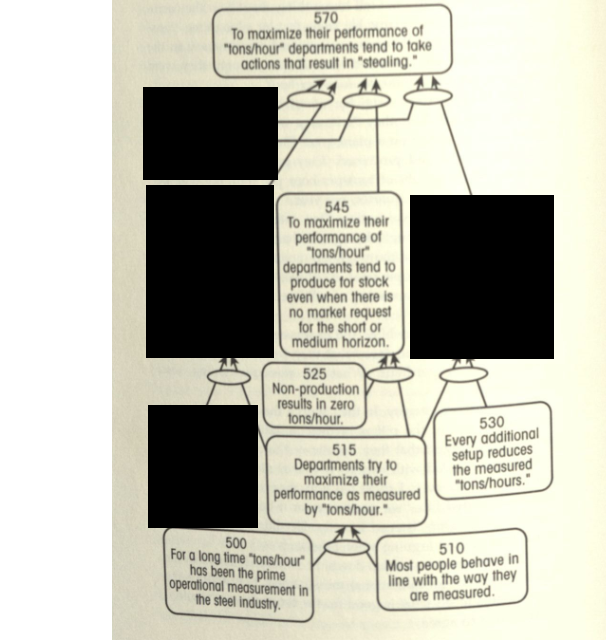 570
To maximize their performance of
"tons/hour" departments tend to take
actions that result in "stealing."
545
To maximize their
performance of
"tons/hour"
departments tend to
produce for stock
even when there is
no market request
for the short or
medium horizon.
525
Non-production
results in zero
tons/hour.
530
Every additional
setup reduces
the measured
"tons/hours."
515
Departments try to
maximize their
performance as measured
by "tons/hour."
500
For a long time "tons/hour"
has been the prime
operational measurement in
the steel industry.
510
Most people behave in
line with the way they
are measured.